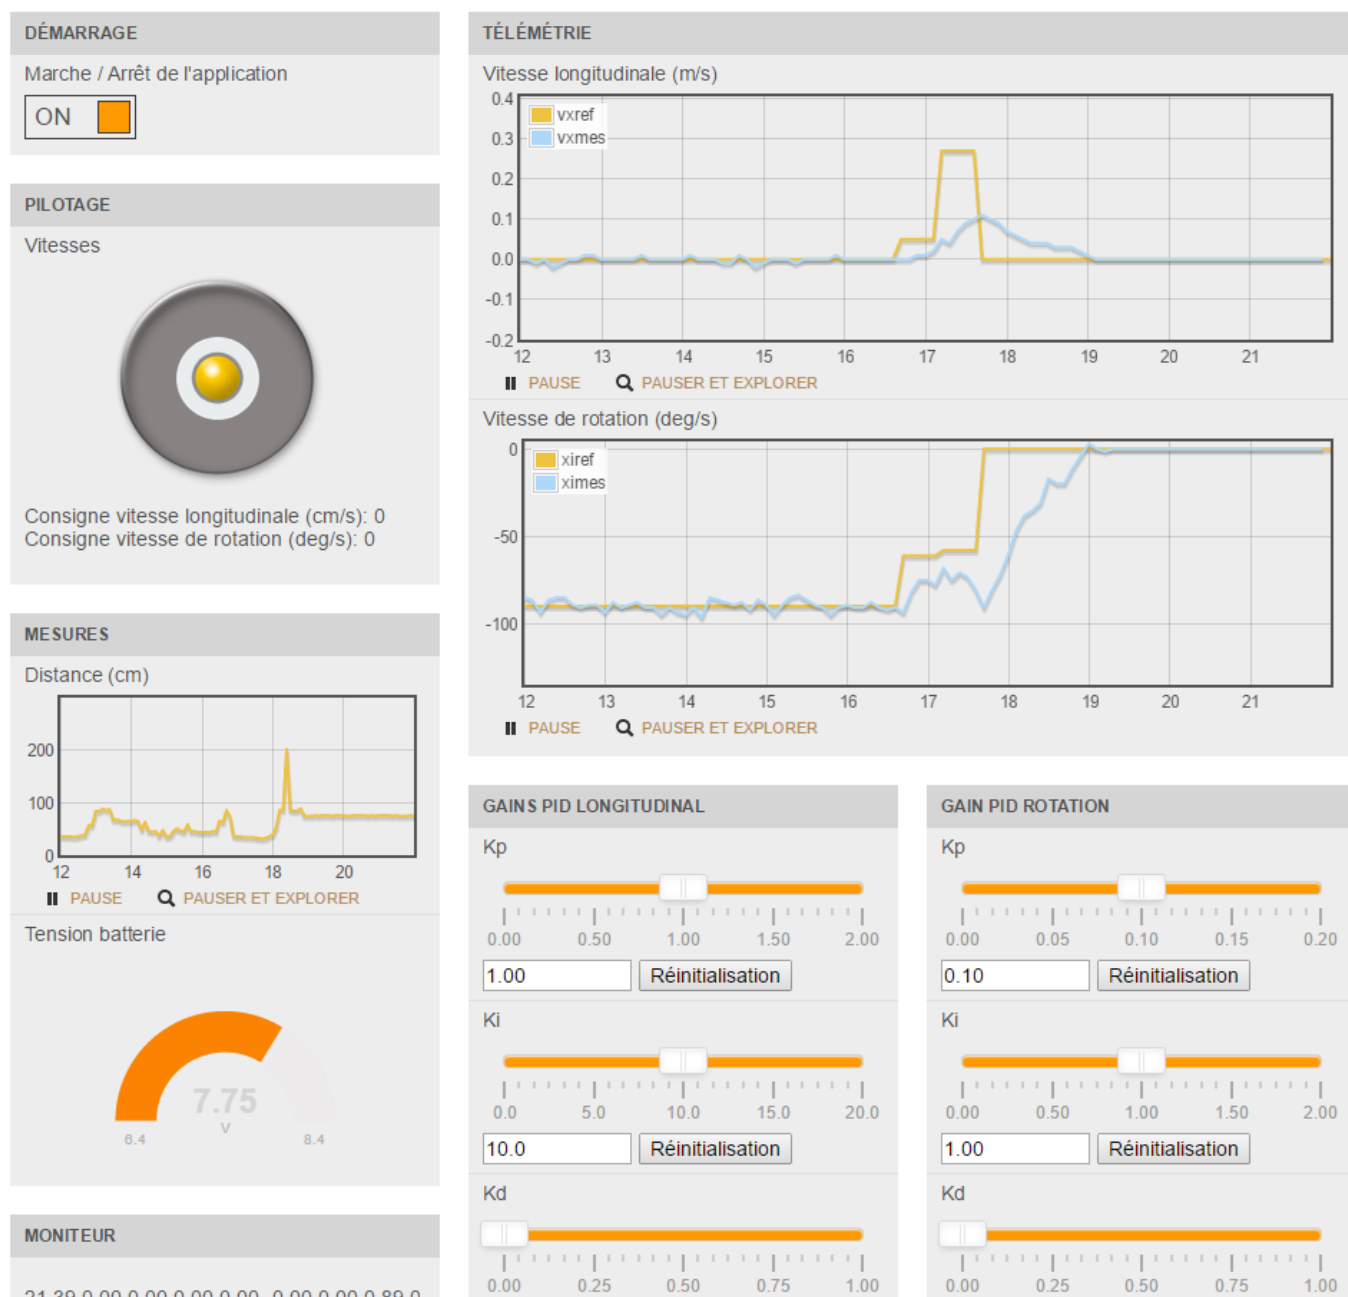 DÉMARRAGE
Marche / Arrêt de l'application
ON
PILOTAGE
Vitesses
Consigne vitesse longitudinale (cm/s): 0
Consigne vitesse de rotation (deg/s): 0
MESURES
Distance (cm)
200
100
0
12 14 16 18 20
PAUSE PAUSER ET EXPLORER
Tension batterie
7.75
V
6.4 8.4
MONITEUR
TÉLÉMÉTRIE
Vitesse longitudinale (m/s)
0.4
0.3
0.2
0.1
0.0
-0.1
-0.2
vxref
vxmes
12 13 14 15 16 17 18 19 20 21
PAUSE PAUSER ET EXPLORER
Vitesse de rotation (deg/s)
0
-50
-100
xiref
ximes
12 13 14 15 16 17 18 19 20 21
PAUSE PAUSER ET EXPLORER
GAINS PID LONGITUDINAL
Kp
0.00 0.50 1.00 1.50 2.00
1.00 Réinitialisation
Ki
0.0 5.0 10.0 15.0 20.0
10.0 Réinitialisation
Kd
0.00 0.25 0.50 0.75 1.00
GAIN PID ROTATION
Kp
0.00 0.05 0.10 0.15 0.20
0.10 Réinitialisation
Ki
0.00 0.50 1.00 1.50 2.00
1.00 Réinitialisation
Kd
0.00 0.25 0.50 0.75 1.00